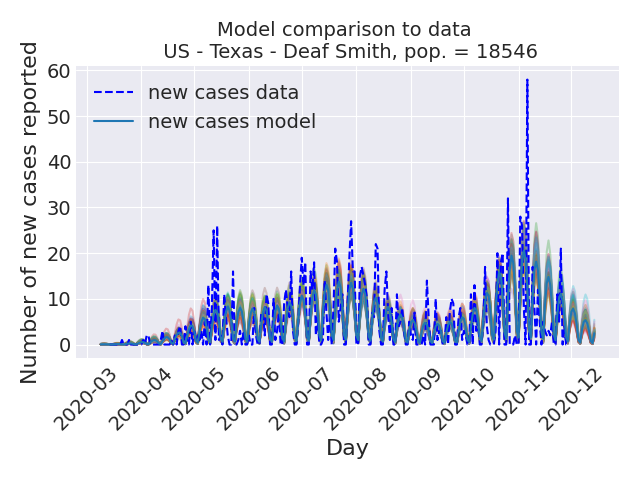 Model comparison to data
US - Texas - Deaf Smith, pop. = 18546
Number of new cases reported
60
50
40
30
20
10
0
new cases data
new cases model
2020-03
2020-04
2020-05
2020-06
2020-07
2020-08
2020-09
2020-10
2020-11
2020-12
Day